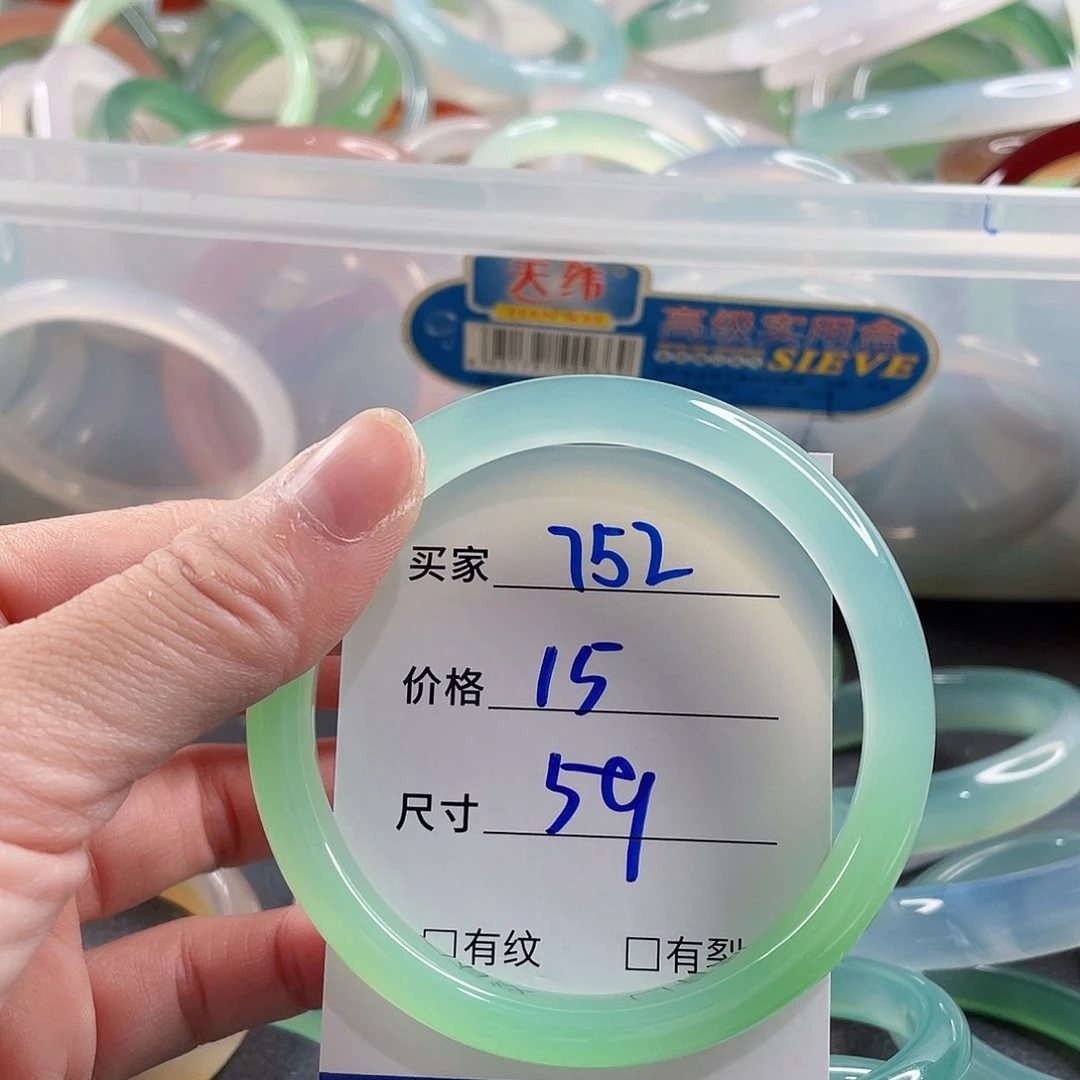 天纬
高级实用盒
SIEVE
买家 752
价格 15
尺寸 59
□有纹 □有裂